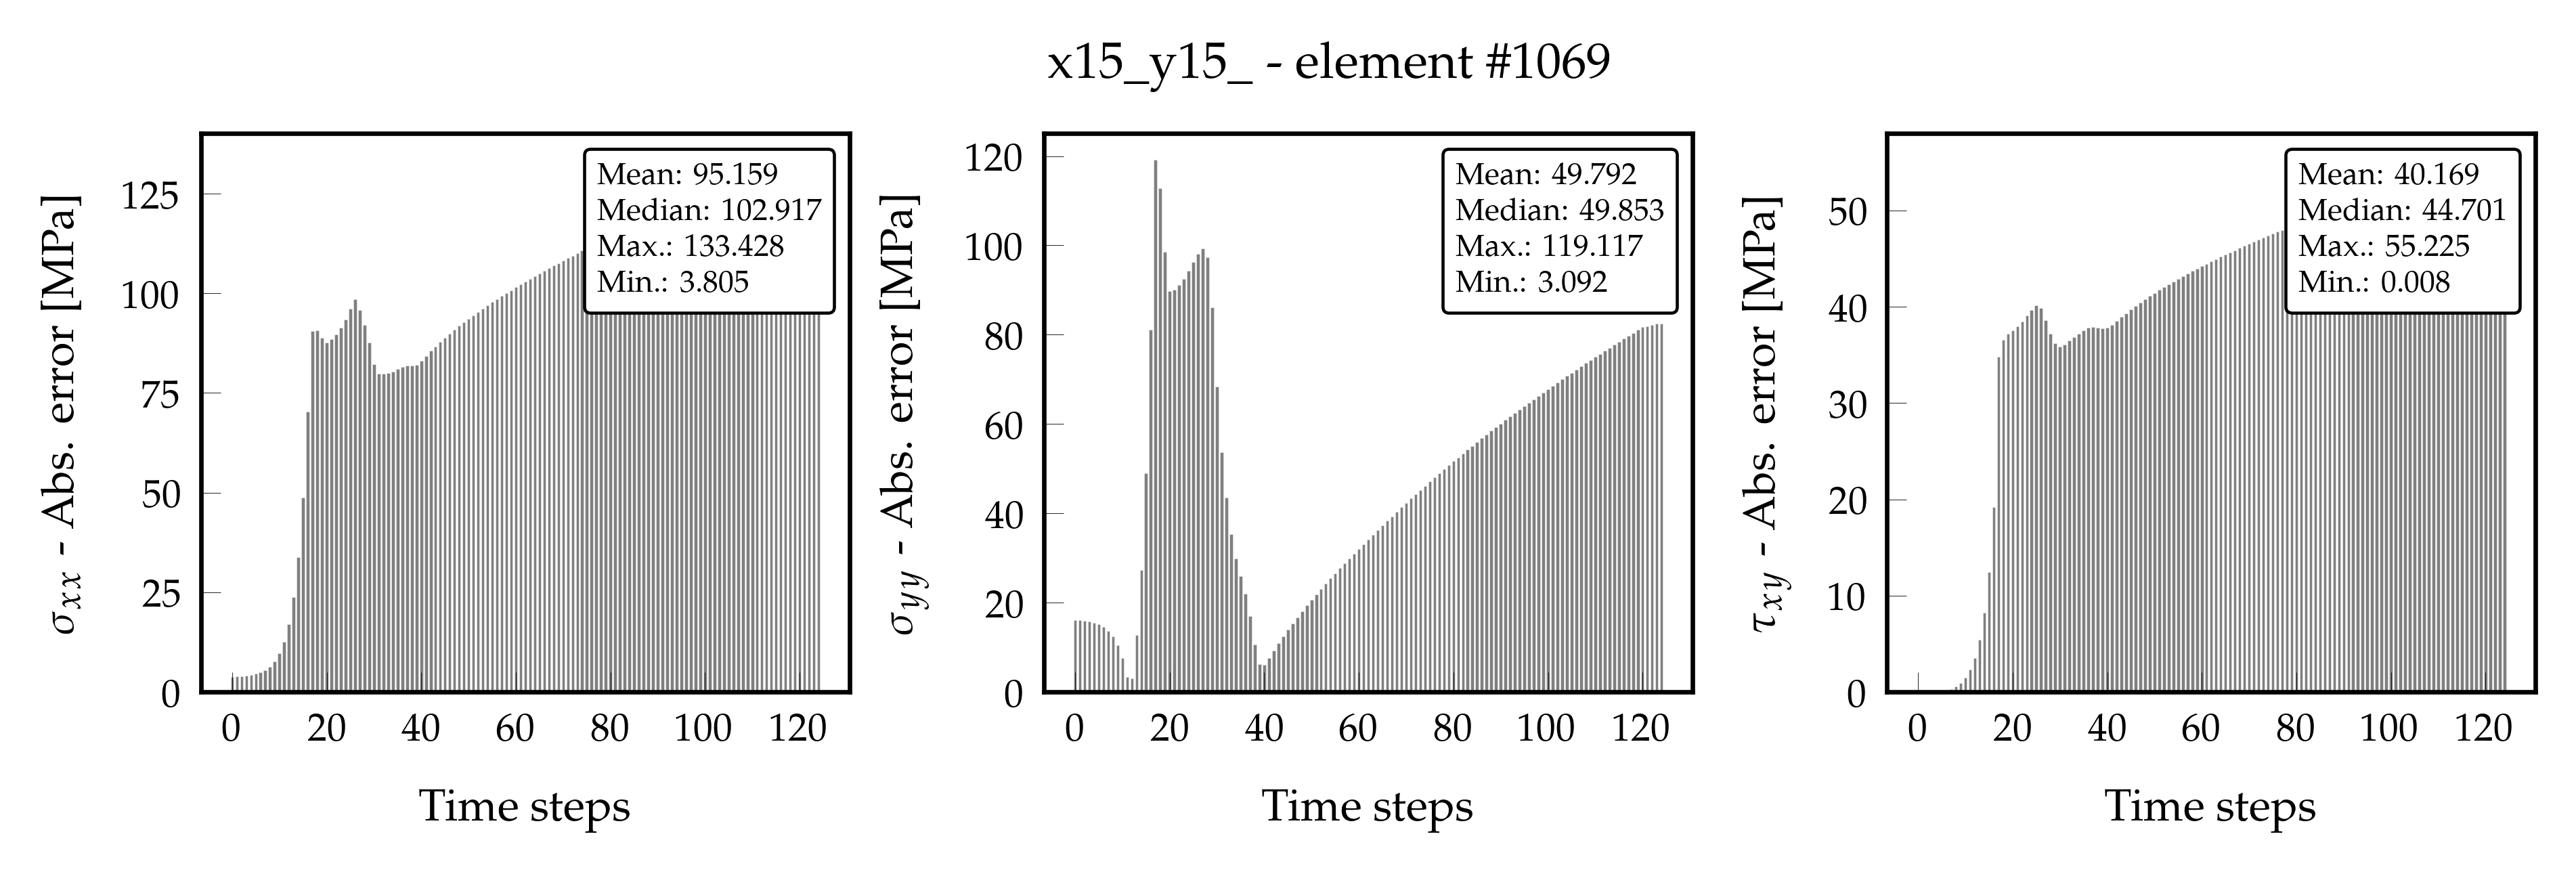 x15_y15_ - element #1069
σxx - Abs. error [MPa]
125
100
75
50
25
0
0 20 40 60 80 100 120
Time steps
Mean: 95.159
Median: 102.917
Max.: 133.428
Min.: 3.805
σyy - Abs. error [MPa]
120
100
80
60
40
20
0
0 20 40 60 80 100 120
Time steps
Mean: 49.792
Median: 49.853
Max.: 119.117
Min.: 3.092
τxy - Abs. error [MPa]
50
40
30
20
10
0
0 20 40 60 80 100 120
Time steps
Mean: 40.169
Median: 44.701
Max.: 55.225
Min.: 0.008